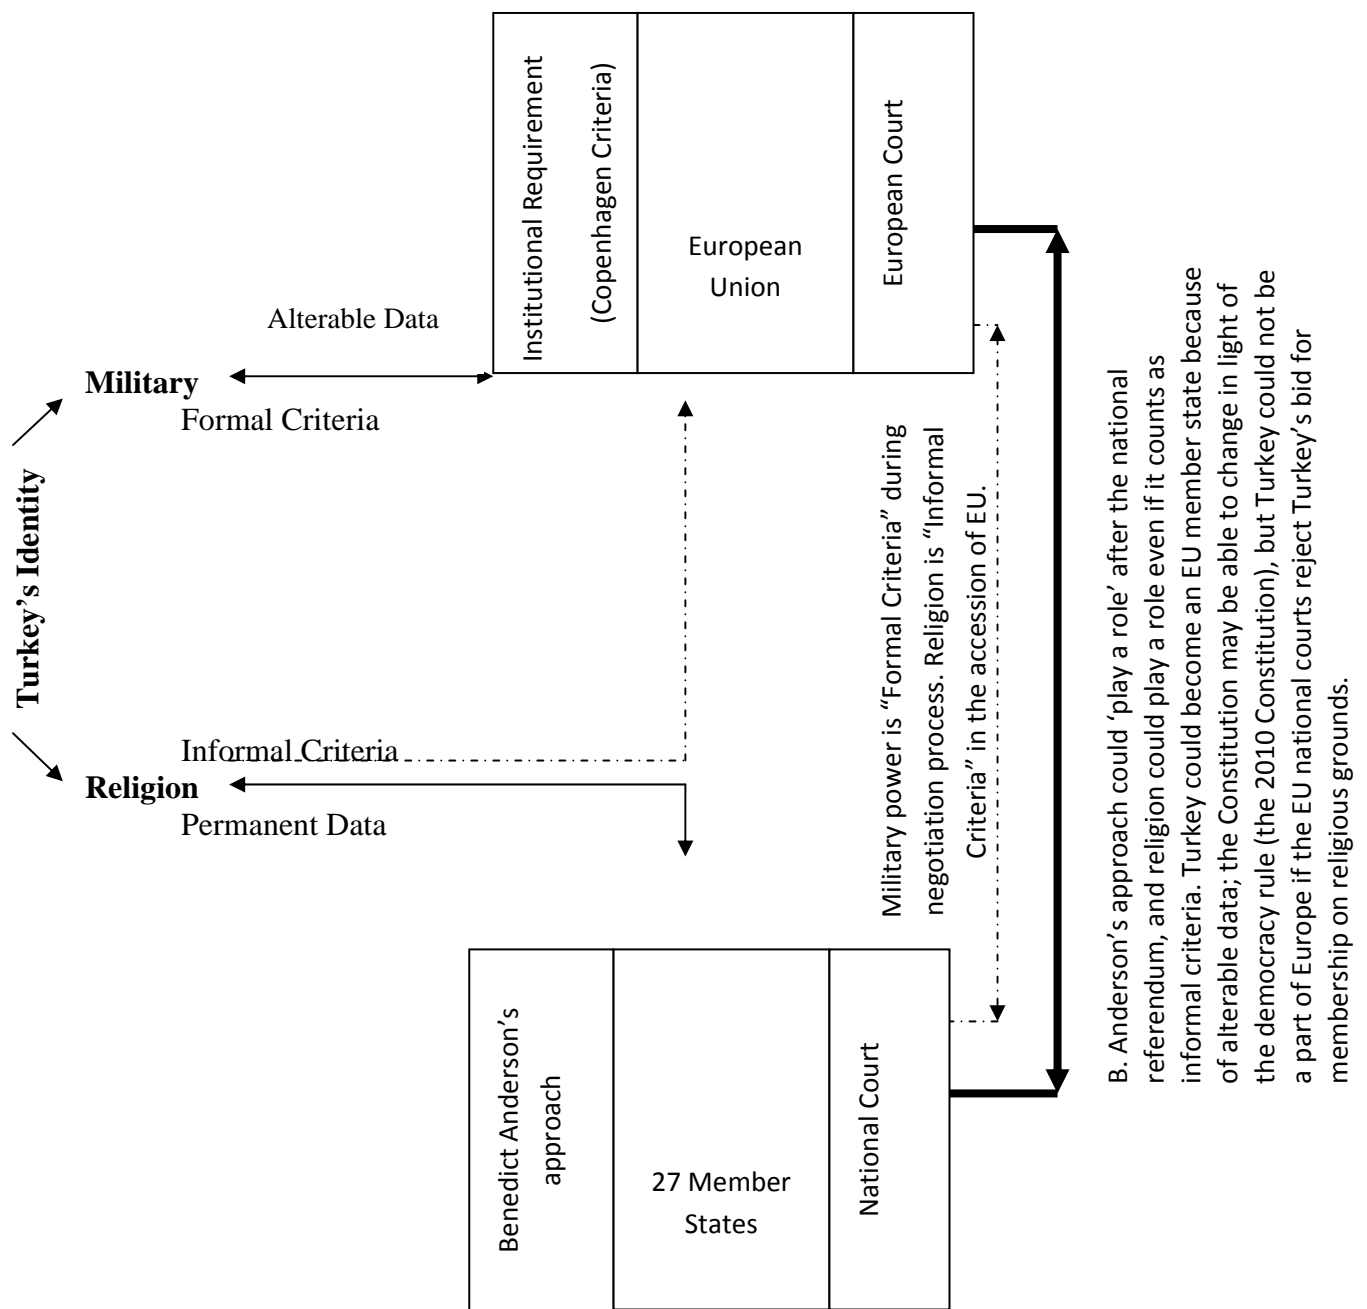 Turkey’s Identity
Military
Alterable Data
Formal Criteria
Religion
Informal Criteria
Permanent Data
Institutional Requirement
(Copenhagen Criteria)
European
Union
European Court
Benedict Anderson’s
approach
27 Member
States
National Court
Military power is “Formal Criteria” during
negotiation process. Religion is “Informal
Criteria” in the accession of EU.
B. Anderson’s approach could ‘play a role’ after the national
referendum, and religion could play a role even if it counts as
informal criteria. Turkey could become an EU member state because
of alterable data; the Constitution may be able to change in light of
the democracy rule (the 2010 Constitution), but Turkey could not be
a part of Europe if the EU national courts reject Turkey’s bid for
membership on religious grounds.